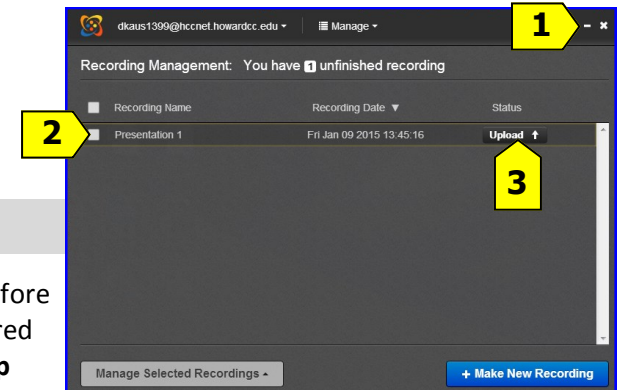 dkaus1399@hccnet.howardcc.edu Manage 1
Recording Management: You have 1 unfinished recording
Recording Name Recording Date ▼ Status
2 Presentation 1 Fri Jan 09 2015 13:45:16 Upload ↑
3
fore
red
Manage Selected Recordings + Make New Recording